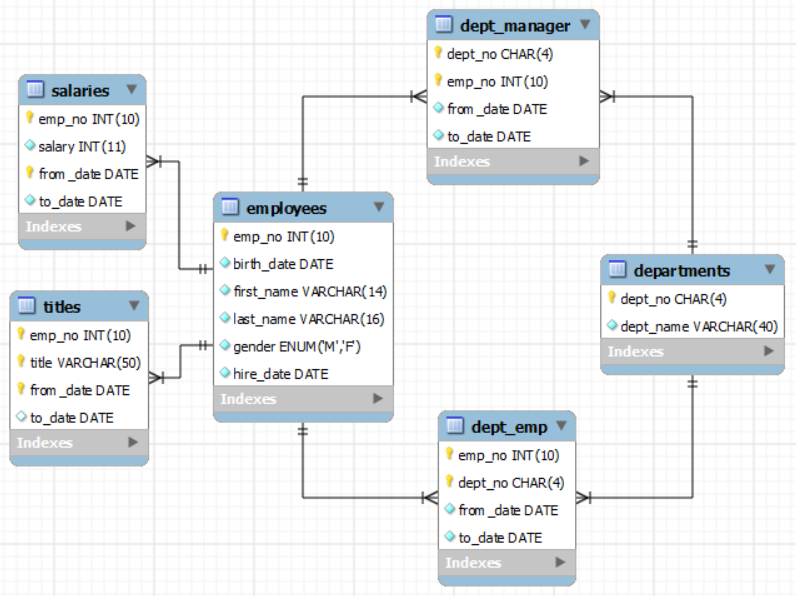 dept_manager
dept_no CHAR(4)
emp_no INT(10)
from_date DATE
to_date DATE
Indexes
salaries
emp_no INT(10)
salary INT(11)
from_date DATE
to_date DATE
Indexes
employees
emp_no INT(10)
birth_date DATE
first_name VARCHAR(14)
last_name VARCHAR(16)
gender ENUM('M','F')
hire_date DATE
Indexes
departments
dept_no CHAR(4)
dept_name VARCHAR(40)
Indexes
titles
emp_no INT(10)
title VARCHAR(50)
from_date DATE
to_date DATE
Indexes
dept_emp
emp_no INT(10)
dept_no CHAR(4)
from_date DATE
to_date DATE
Indexes